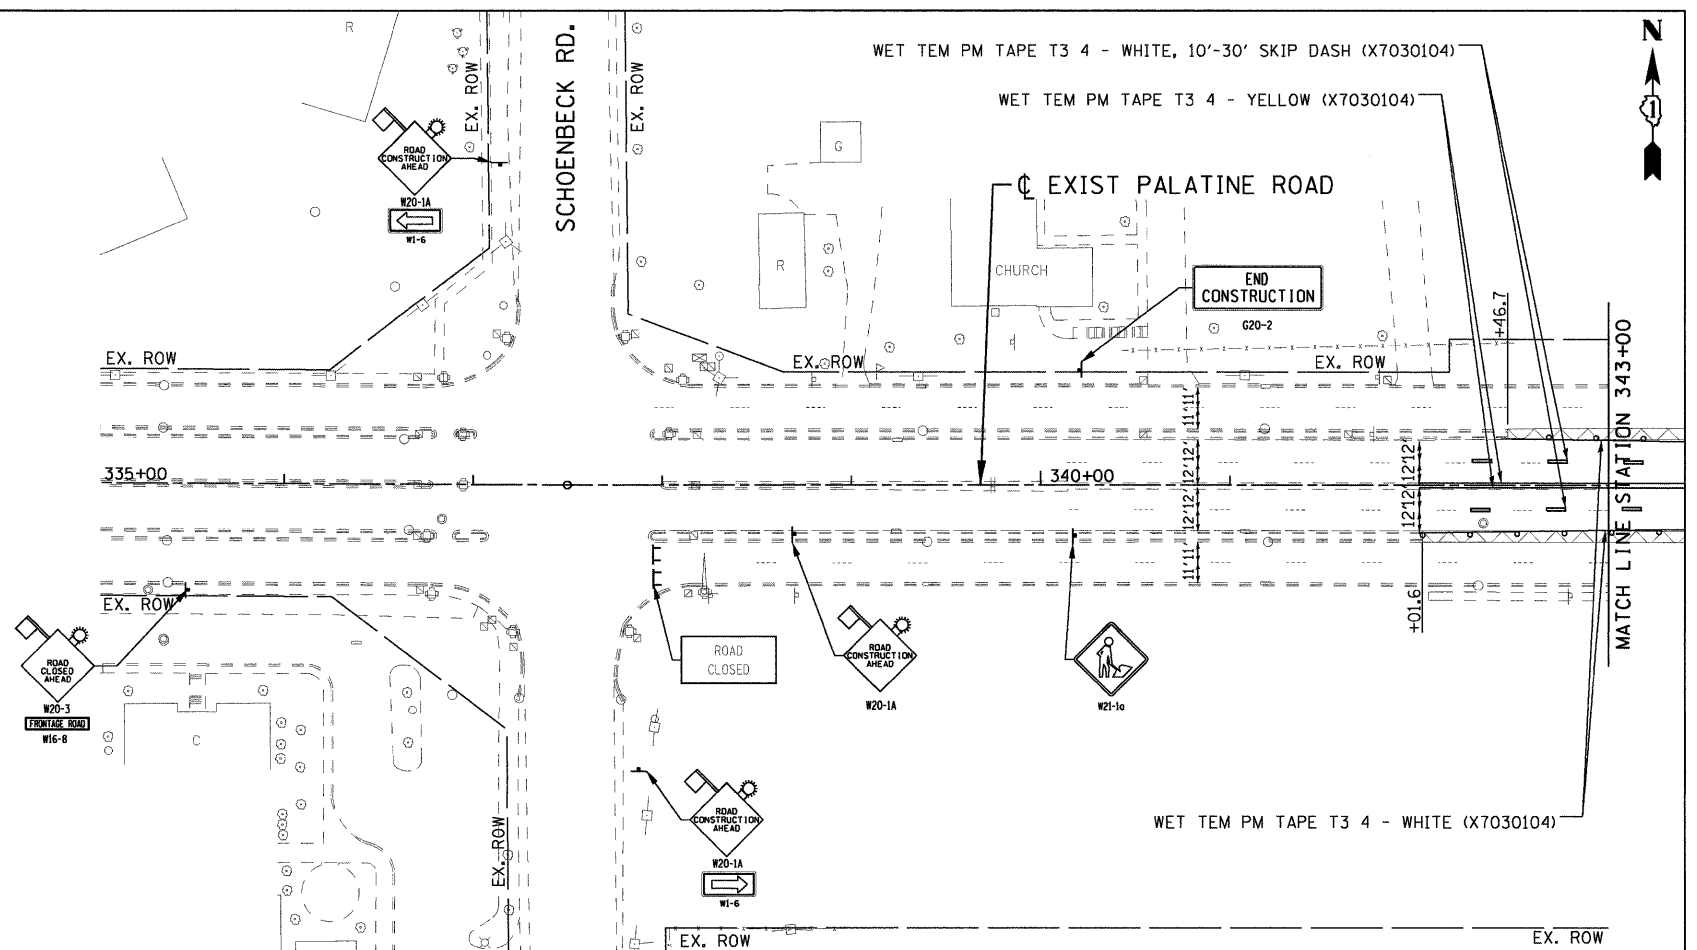 R
SCHOENBECK RD.
EX. ROW
EX. ROW
WET TEM PM TAPE T3 4 - WHITE, 10'-30' SKIP DASH (X7030104)
WET TEM PM TAPE T3 4 - YELLOW (X7030104)
N
1
ROAD
CONSTRUCTION
AHEAD
W20-1A
W1-6
G
℄ EXIST PALATINE ROAD
R
CHURCH
END
CONSTRUCTION
G20-2
+46.7
EX. ROW
EX. ROW
EX. ROW
MATCH LINE STATION 343+00
11'11'
12'12'
12'12'
11'11'
12'12'
12'12'
335+00
340+00
+01.6
EX. ROW
ROAD
CLOSED
AHEAD
W20-3
FRONTAGE ROAD
W16-8
C
ROAD
CLOSED
ROAD
CONSTRUCTION
AHEAD
W20-1A
W21-1a
EX. ROW
ROAD
CONSTRUCTION
AHEAD
W20-1A
W1-6
WET TEM PM TAPE T3 4 - WHITE (X7030104)
EX. ROW
EX. ROW